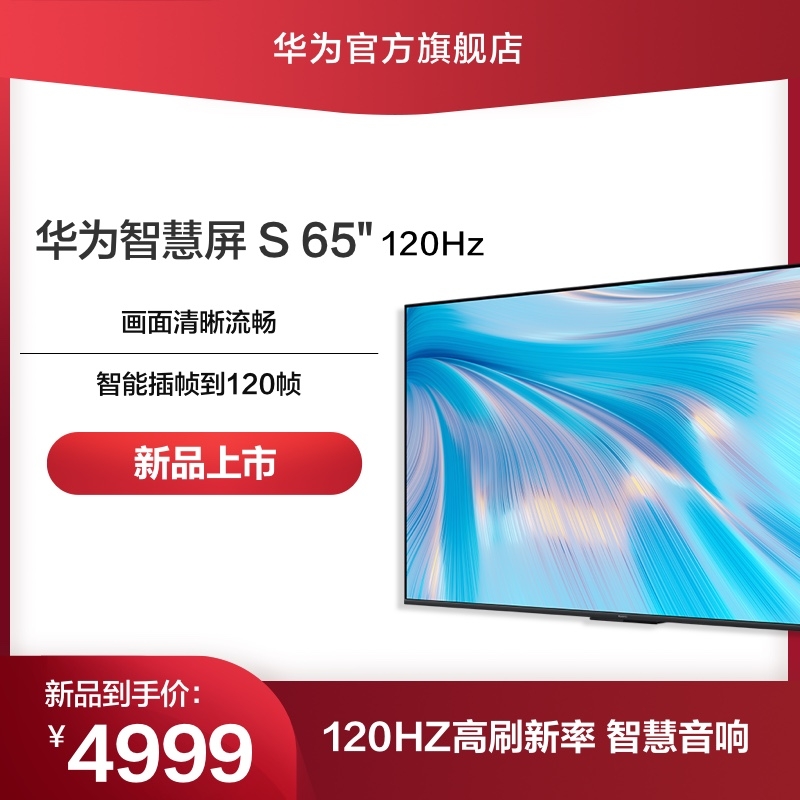 华为官方旗舰店
华为智慧屏 S 65" 120Hz
画面清晰流畅
智能插帧到120帧
新品上市
新品到手价:
¥4999
120HZ高刷新率 智慧音响